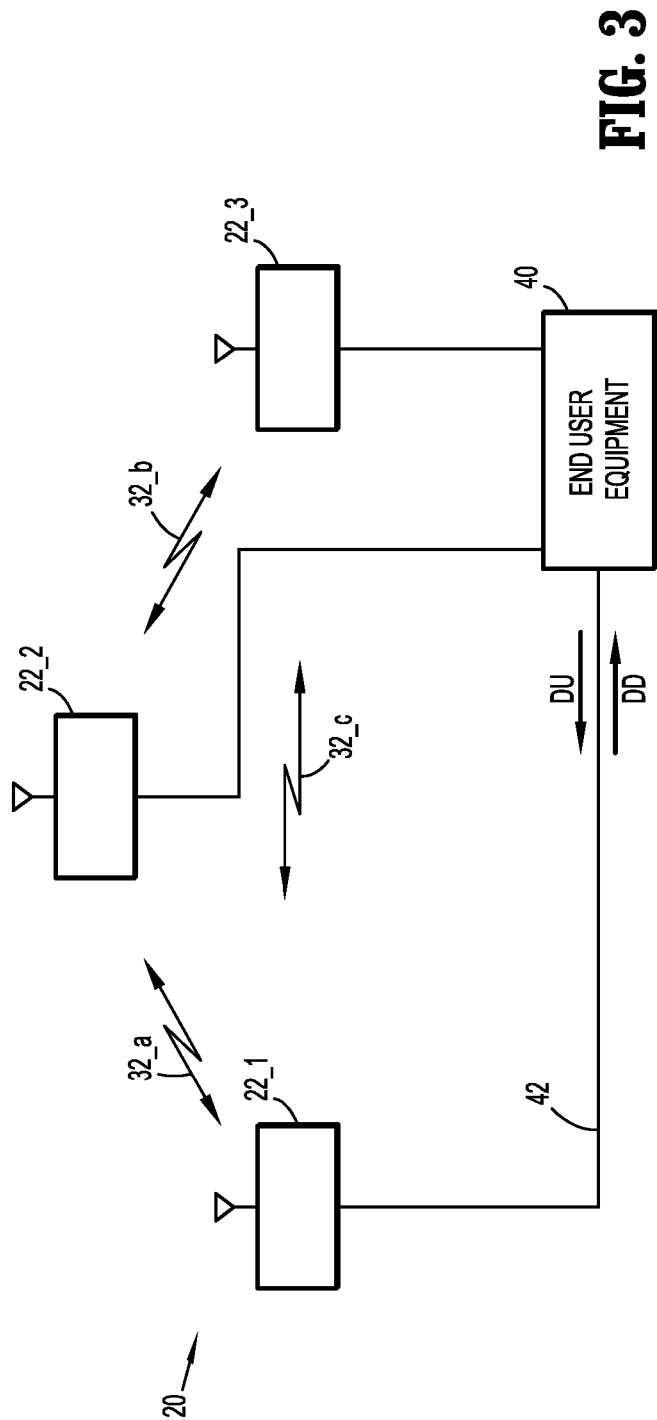 20
22_1
32_a
22_2
32_b
22_3
32_c
42
DU
DD
END USER
EQUIPMENT
40
FIG. 3